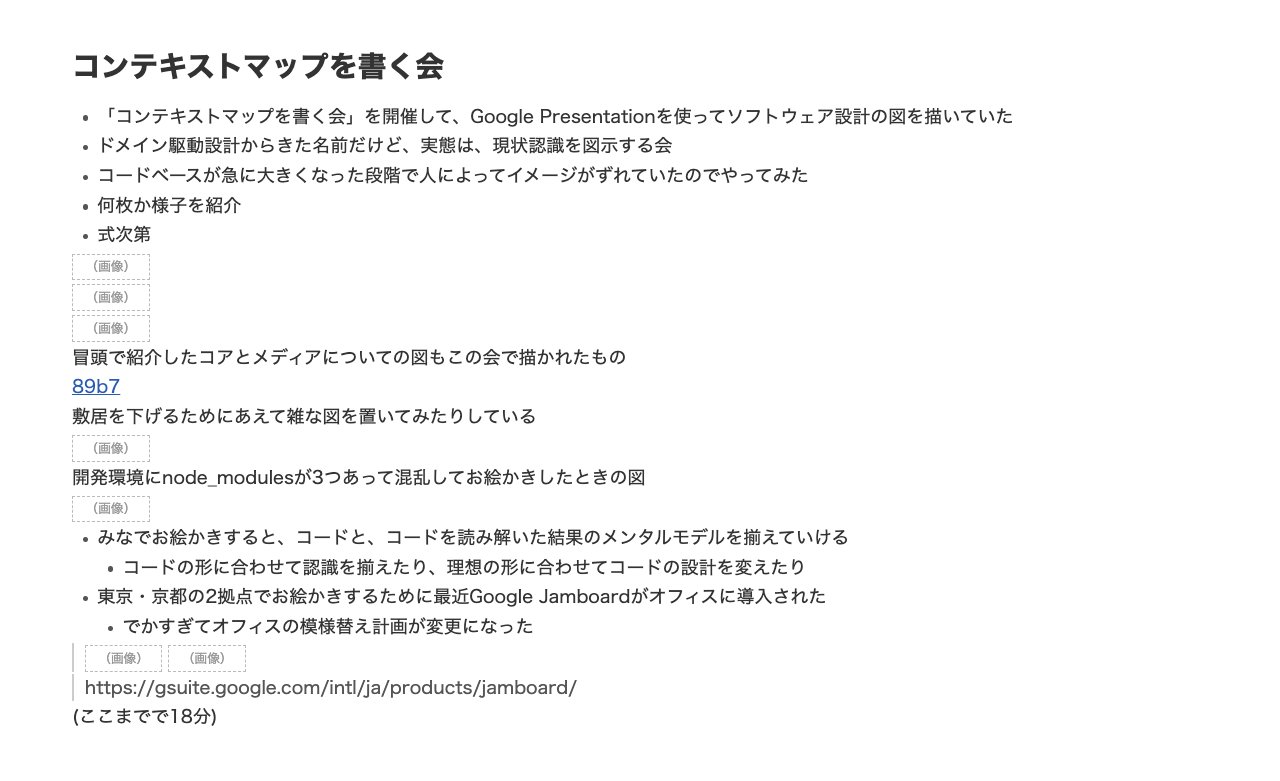 コンテキストマップを書く会
「コンテキストマップを書く会」を開催して、Google Presentationを使ってソフトウェア設計の図を描いていた
ドメイン駆動設計からきた名前だけど、実態は、現状認識を図示する会
コードベースが急に大きくなった段階で人によってイメージがずれていたのでやってみた
何枚か様子を紹介
式次第
（画像）
（画像）
（画像）
冒頭で紹介したコアとメディアについての図もこの会で描かれたもの
89b7
敷居を下げるためにあえて雑な図を置いてみたりしている
（画像）
開発環境にnode_modulesが3つあって混乱してお絵かきしたときの図
（画像）
みなでお絵かきすると、コードと、コードを読み解いた結果のメンタルモデルを揃えていける
コードの形に合わせて認識を揃えたり、理想の形に合わせてコードの設計を変えたり
東京・京都の2拠点でお絵かきするために最近Google Jamboardがオフィスに導入された
でかすぎてオフィスの模様替え計画が変更になった
（画像） （画像）
https://gsuite.google.com/intl/ja/products/jamboard/
(ここまでで18分)